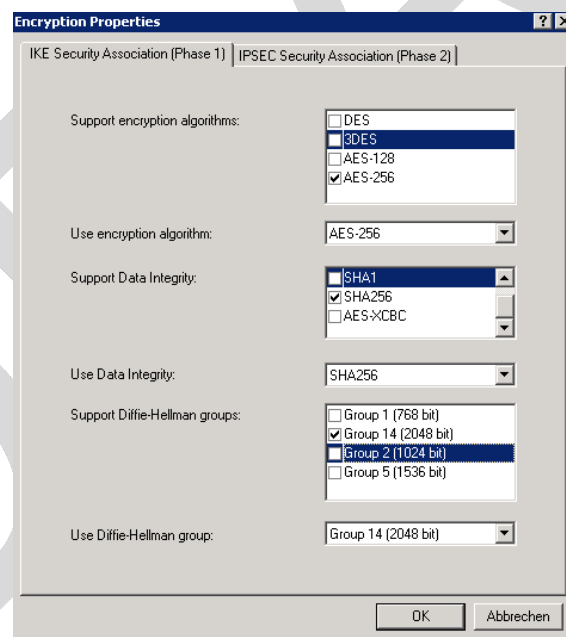 Encryption Properties
IKE Security Association (Phase 1)
IPSEC Security Association (Phase 2)
Support encryption algorithms:
DES
3DES
AES-128
AES-256
Use encryption algorithm:
AES-256
Support Data Integrity:
SHA1
SHA256
AES-XCBC
Use Data Integrity:
SHA256
Support Diffie-Hellman groups:
Group 1 (768 bit)
Group 14 (2048 bit)
Group 2 (1024 bit)
Group 5 (1536 bit)
Use Diffie-Hellman group:
Group 14 (2048 bit)
OK
Abbrechen